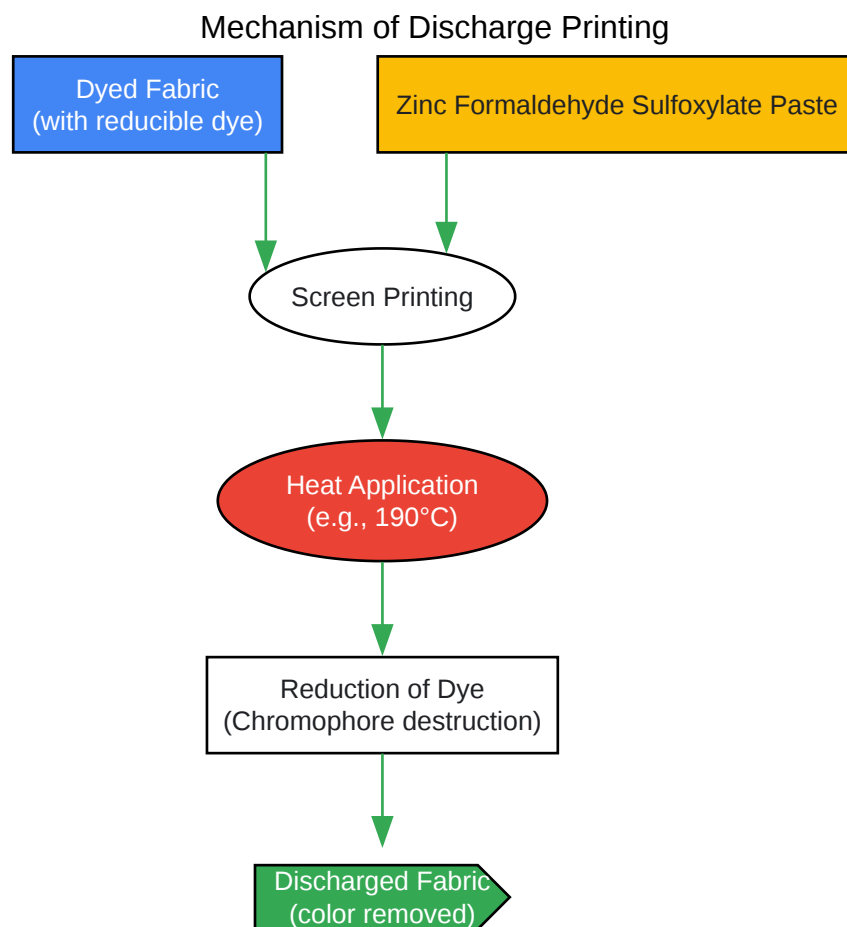 Mechanism of Discharge Printing
Dyed Fabric
(with reducible dye)
Zinc Formaldehyde Sulfoxylate Paste
Screen Printing
Heat Application
(e.g., 190°C)
Reduction of Dye
(Chromophore destruction)
Discharged Fabric
(color removed)